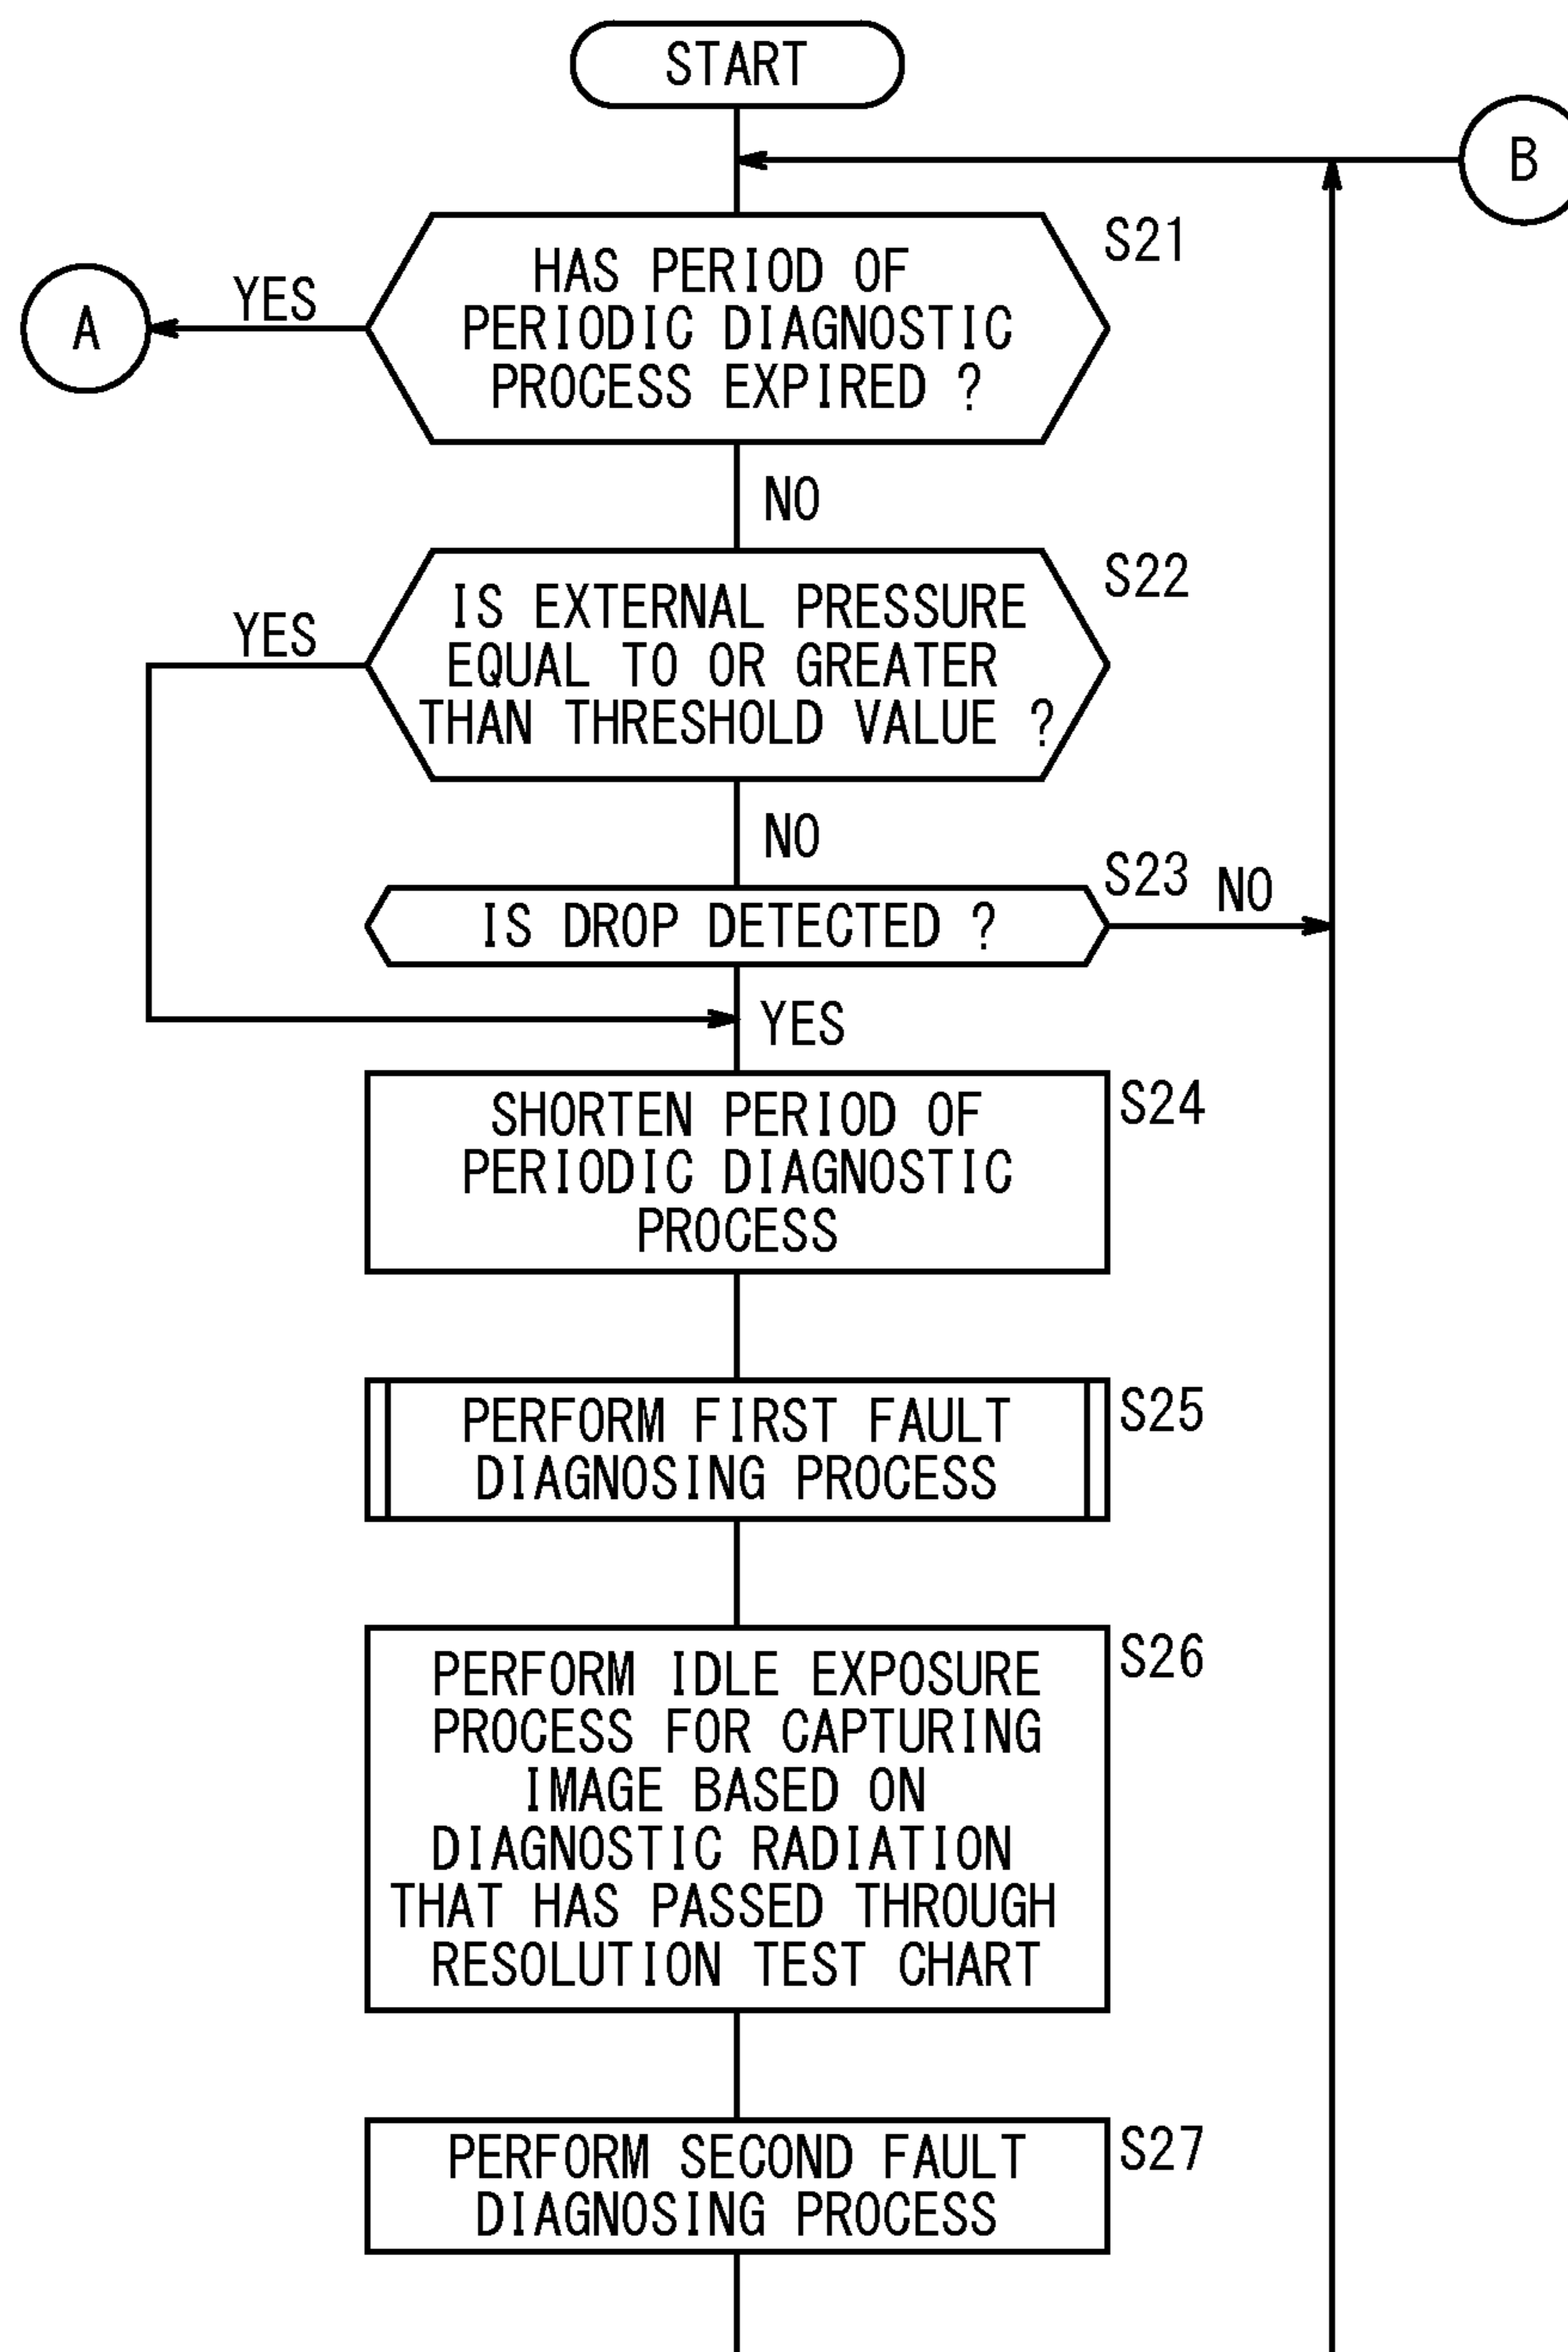 START
B
S21
HAS PERIOD OF
PERIODIC DIAGNOSTIC
PROCESS EXPIRED ?
YES
A
NO
S22
IS EXTERNAL PRESSURE
EQUAL TO OR GREATER
THAN THRESHOLD VALUE ?
YES
NO
S23
NO
IS DROP DETECTED ?
YES
S24
SHORTEN PERIOD OF
PERIODIC DIAGNOSTIC
PROCESS
S25
PERFORM FIRST FAULT
DIAGNOSING PROCESS
S26
PERFORM IDLE EXPOSURE
PROCESS FOR CAPTURING
IMAGE BASED ON
DIAGNOSTIC RADIATION
THAT HAS PASSED THROUGH
RESOLUTION TEST CHART
S27
PERFORM SECOND FAULT
DIAGNOSING PROCESS